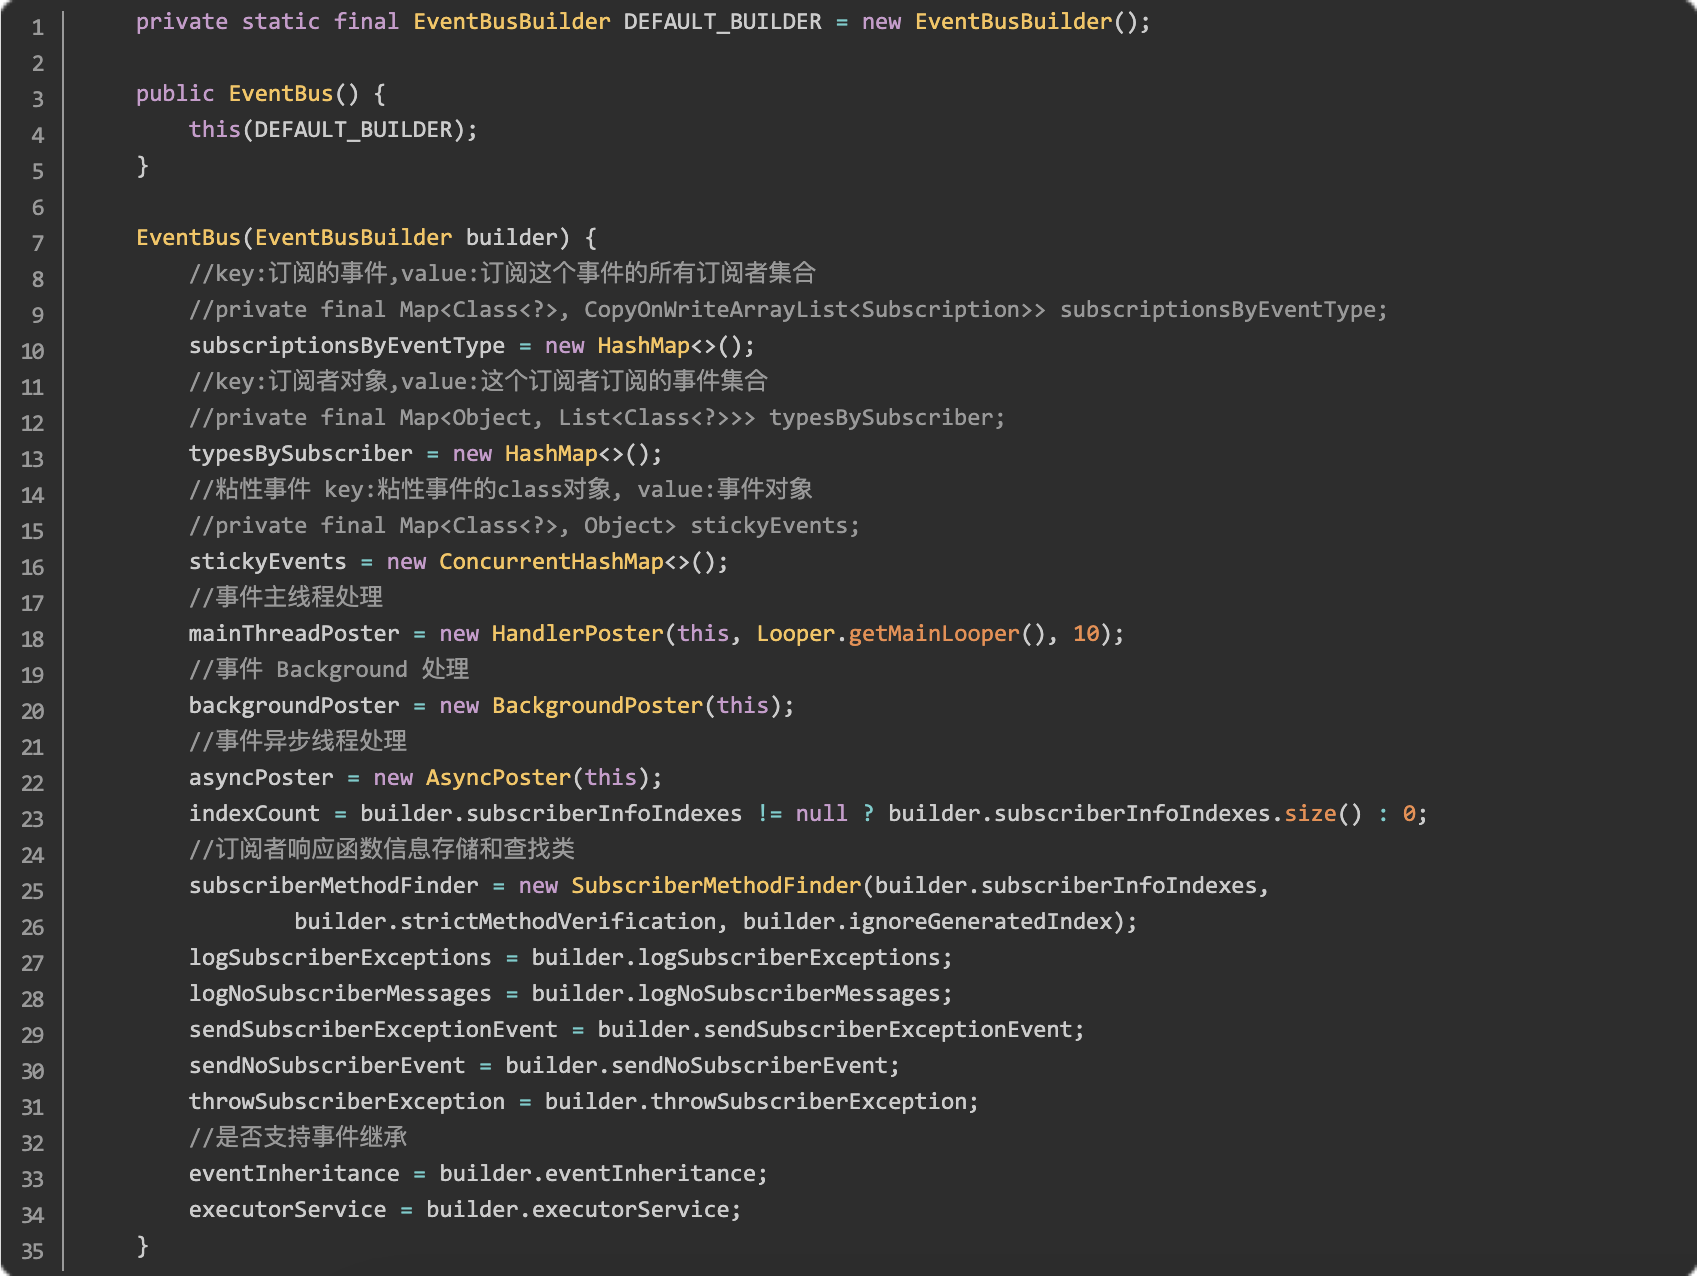 1 private static final EventBusBuilder DEFAULT_BUILDER = new EventBusBuilder();
2
3 public EventBus() {
4 this(DEFAULT_BUILDER);
5 }
6
7 EventBus(EventBusBuilder builder) {
8 //key:订阅的事件,value:订阅这个事件的所有订阅者集合
9 //private final Map<Class<?>, CopyOnWriteArrayList<Subscription>> subscriptionsByEventType;
10 subscriptionsByEventType = new HashMap<>();
11 //key:订阅者对象,value:这个订阅者订阅的事件集合
12 //private final Map<Object, List<Class<?>>> typesBySubscriber;
13 typesBySubscriber = new HashMap<>();
14 //粘性事件 key:粘性事件的class对象, value:事件对象
15 //private final Map<Class<?>, Object> stickyEvents;
16 stickyEvents = new ConcurrentHashMap<>();
17 //事件主线程处理
18 mainThreadPoster = new HandlerPoster(this, Looper.getMainLooper(), 10);
19 //事件 Background 处理
20 backgroundPoster = new BackgroundPoster(this);
21 //事件异步线程处理
22 asyncPoster = new AsyncPoster(this);
23 indexCount = builder.subscriberInfoIndexes != null ? builder.subscriberInfoIndexes.size() : 0;
24 //订阅者响应函数信息存储和查找类
25 subscriberMethodFinder = new SubscriberMethodFinder(builder.subscriberInfoIndexes,
26 builder.strictMethodVerification, builder.ignoreGeneratedIndex);
27 logSubscriberExceptions = builder.logSubscriberExceptions;
28 logNoSubscriberMessages = builder.logNoSubscriberMessages;
29 sendSubscriberExceptionEvent = builder.sendSubscriberExceptionEvent;
30 sendNoSubscriberEvent = builder.sendNoSubscriberEvent;
31 throwSubscriberException = builder.throwSubscriberException;
32 //是否支持事件继承
33 eventInheritance = builder.eventInheritance;
34 executorService = builder.executorService;
35 }